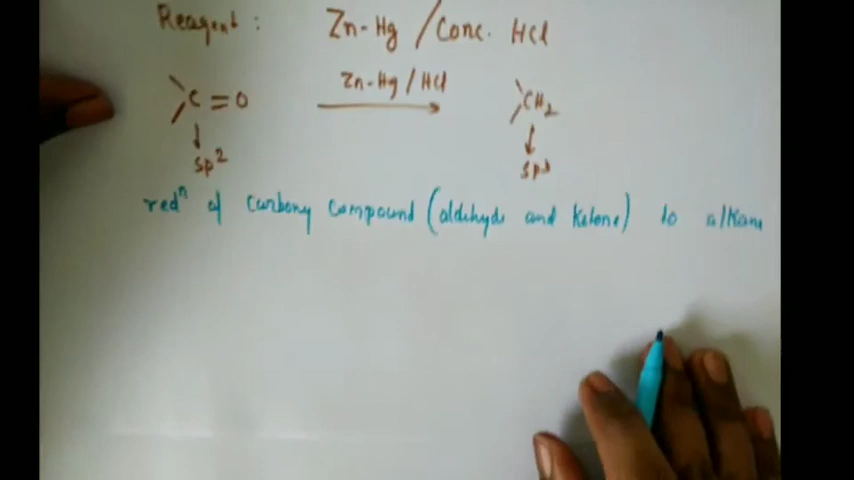 Reagent : Zn-Hg / Conc. HCl
Zn-Hg / HCl
C = O CH2
sp2 sp3
redn of carbony compound (aldehyde and Ketone) to alkane